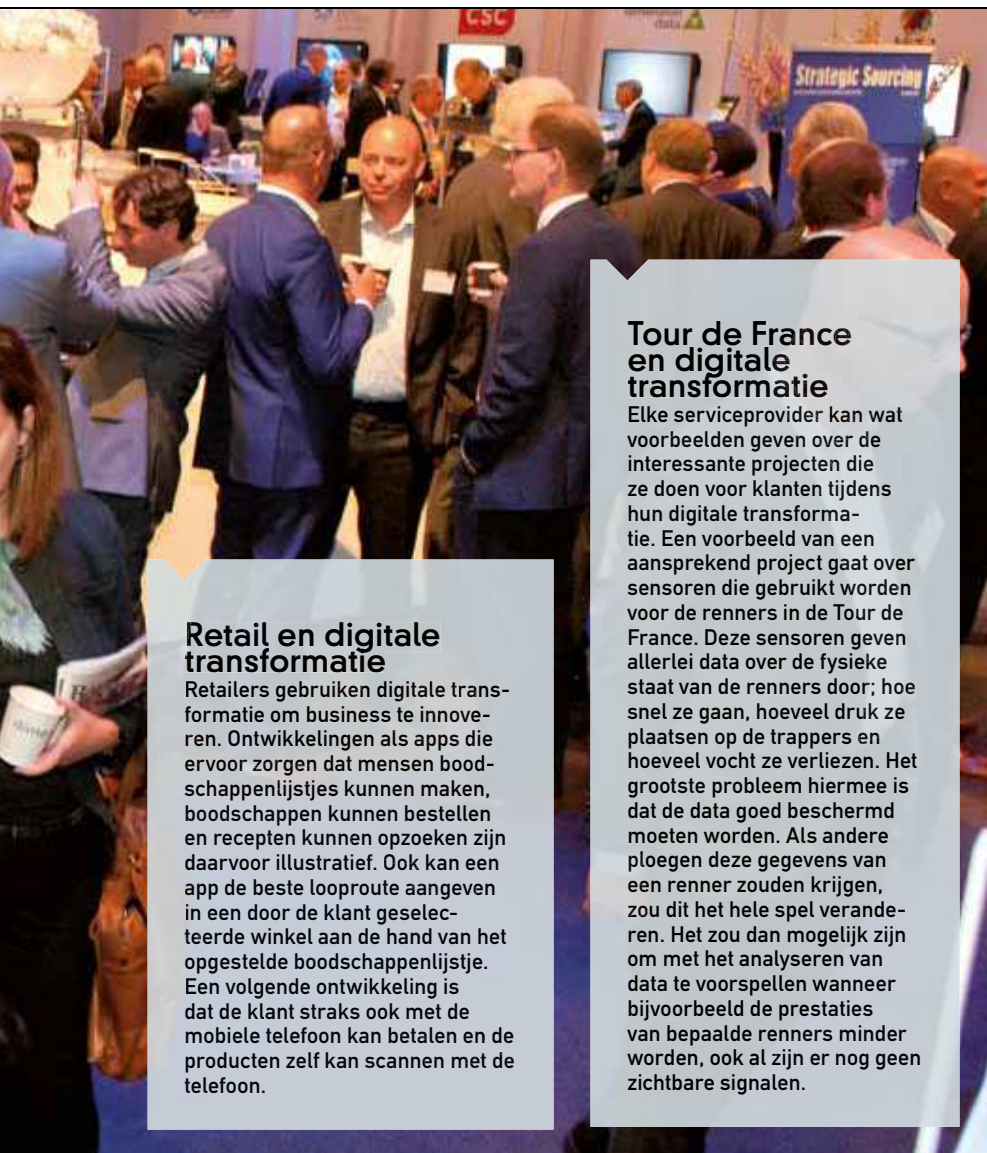 CSC
data
Strategic Sourcing
Retail en digitale
transformatie
Retailers gebruiken digitale trans-
formatie om business te innove-
ren. Ontwikkelingen als apps die
ervoor zorgen dat mensen bood-
schappenlijstjes kunnen maken,
boodschappen kunnen bestellen
en recepten kunnen opzoeken zijn
daarvoor illustratief. Ook kan een
app de beste looproute aangeven
in een door de klant geselec-
teerde winkel aan de hand van het
opgestelde boodschappenlijstje.
Een volgende ontwikkeling is
dat de klant straks ook met de
mobiele telefoon kan betalen en de
producten zelf kan scannen met de
telefoon.
Tour de France
en digitale
transformatie
Elke serviceprovider kan wat
voorbeelden geven over de
interessante projecten die
ze doen voor klanten tijdens
hun digitale transforma-
tie. Een voorbeeld van een
aansprekend project gaat over
sensoren die gebruikt worden
voor de renners in de Tour de
France. Deze sensoren geven
allerlei data over de fysieke
staat van de renners door; hoe
snel ze gaan, hoeveel druk ze
plaatsen op de trappers en
hoeveel vocht ze verliezen. Het
grootste probleem hiermee is
dat de data goed beschermd
moeten worden. Als andere
ploegen deze gegevens van
een renner zouden krijgen,
zou dit het hele spel verande-
ren. Het zou dan mogelijk zijn
om met het analyseren van
data te voorspellen wanneer
bijvoorbeeld de prestaties
van bepaalde renners minder
worden, ook al zijn er nog geen
zichtbare signalen.